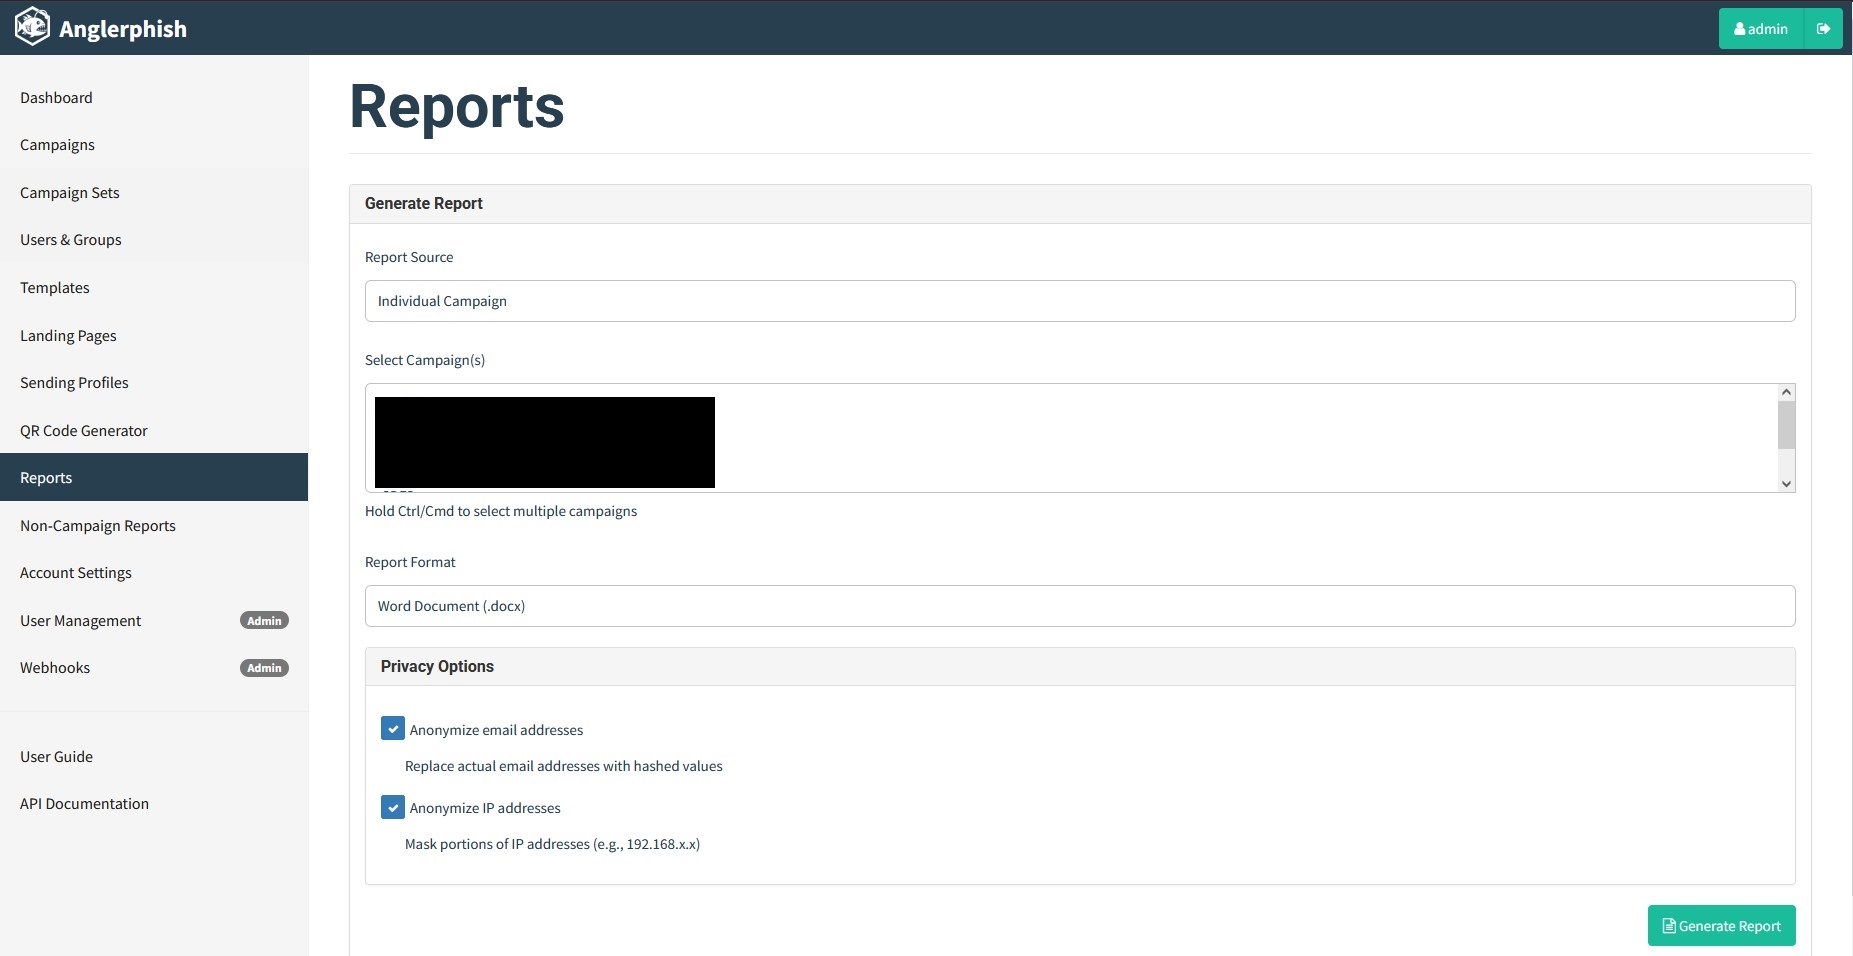 Anglerphish
admin
Dashboard
Campaigns
Campaign Sets
Users & Groups
Templates
Landing Pages
Sending Profiles
QR Code Generator
Reports
Non-Campaign Reports
Account Settings
User Management Admin
Webhooks Admin
User Guide
API Documentation
Reports
Generate Report
Report Source
Individual Campaign
Select Campaign(s)
Hold Ctrl/Cmd to select multiple campaigns
Report Format
Word Document (.docx)
Privacy Options
Anonymize email addresses
Replace actual email addresses with hashed values
Anonymize IP addresses
Mask portions of IP addresses (e.g., 192.168.x.x)
Generate Report